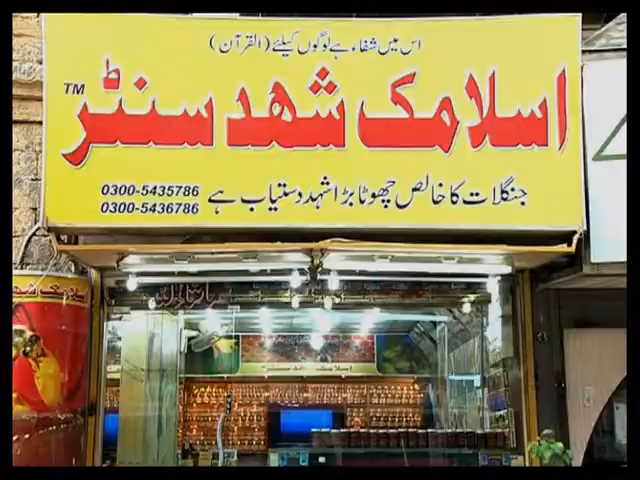 اس میں شفاء ہے لوگوں کیلئے (القرآن)
اسلامک شھد سنٹر TM
جنگلات کا خالص چھوٹا بڑا شہد دستیاب ہے
0300-5435786
0300-5436786